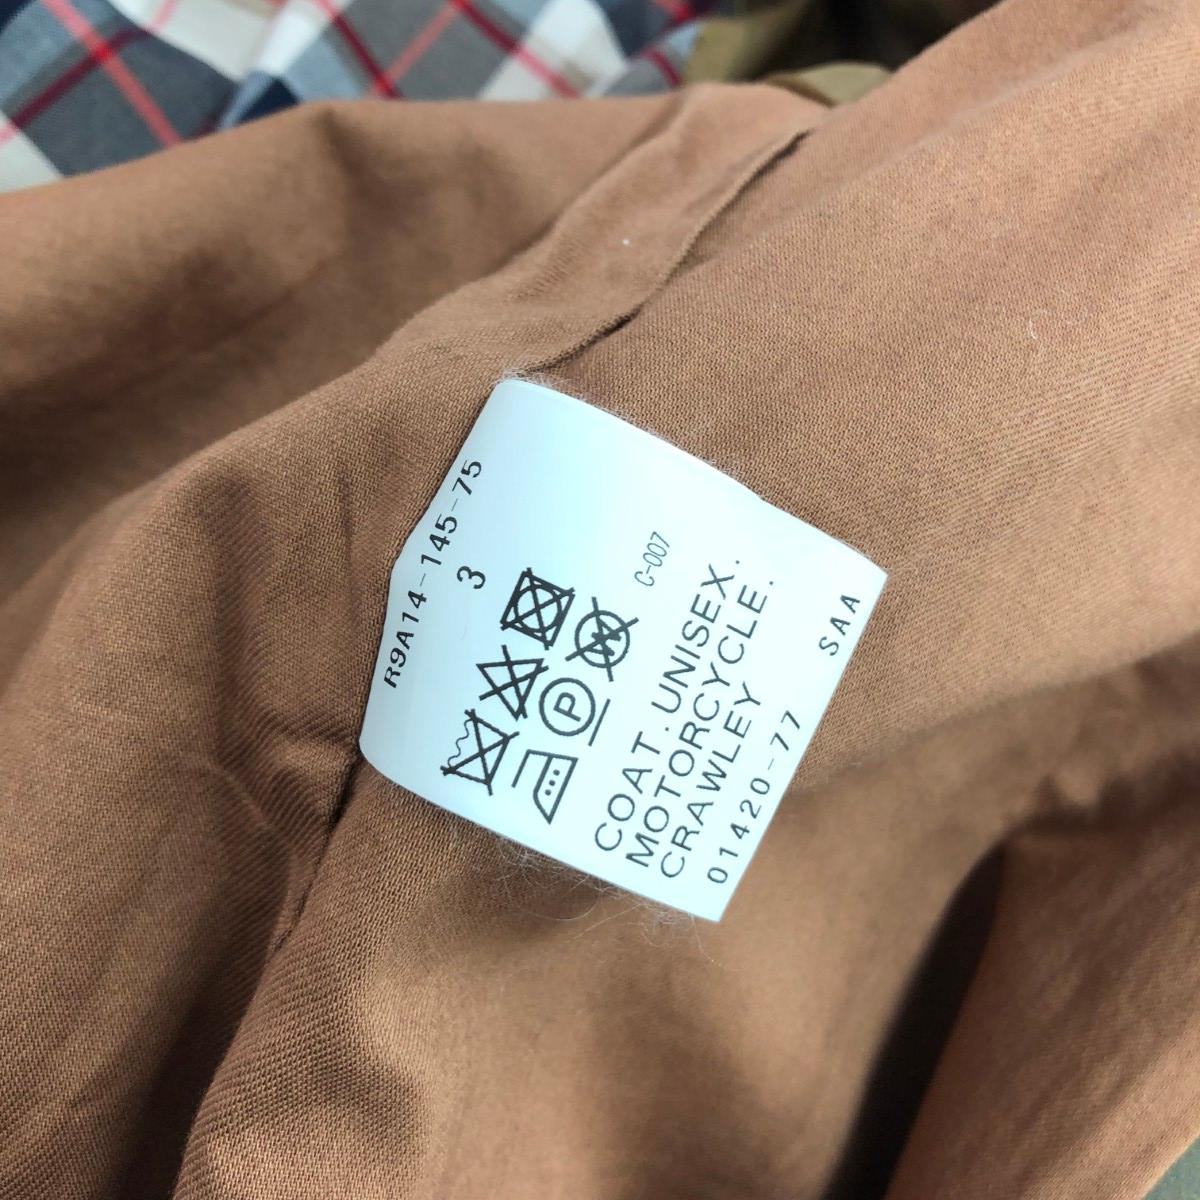 R9A14-145-75
3
C-007
COAT.UNISEX.
MOTORCYCLE.
CRAWLEY
01420-77 SAA